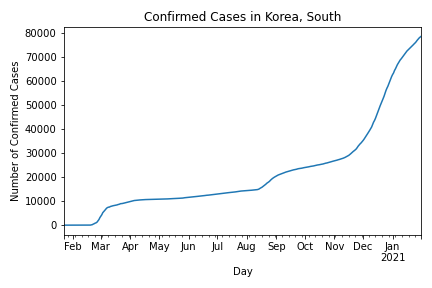 Confirmed Cases in Korea, South
Number of Confirmed Cases
80000
70000
60000
50000
40000
30000
20000
10000
0
Feb Mar Apr May Jun Jul Aug Sep Oct Nov Dec Jan
2021
Day